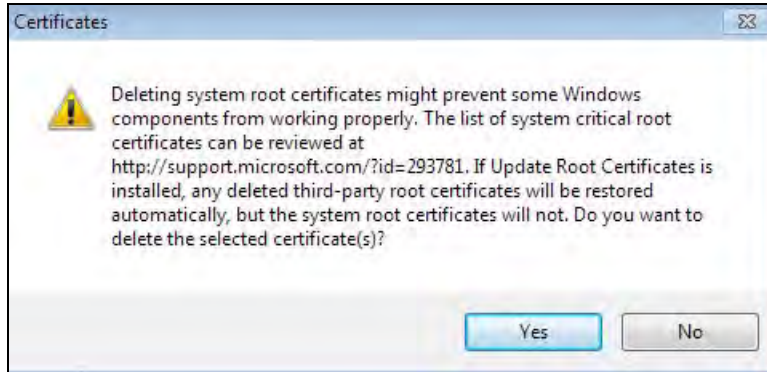 Certificates
Deleting system root certificates might prevent some Windows
components from working properly. The list of system critical root
certificates can be reviewed at
http://support.microsoft.com/?id=293781. If Update Root Certificates is
installed, any deleted third-party root certificates will be restored
automatically, but the system root certificates will not. Do you want to
delete the selected certificate(s)?
Yes No